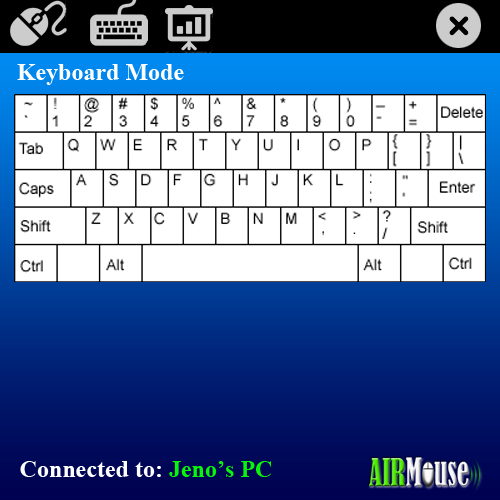 Keyboard Mode
~ ! @ # $ % ^ & * ( ) – +
` 1 2 3 4 5 6 7 8 9 0 - = Delete
Tab Q W E R T Y U I O P { } |
[ ] \
Caps A S D F G H J K L : " Enter
; '
Shift Z X C V B N M < > ? Shift
, . /
Ctrl Alt Alt Ctrl
Connected to: Jeno's PC
AIRMouse